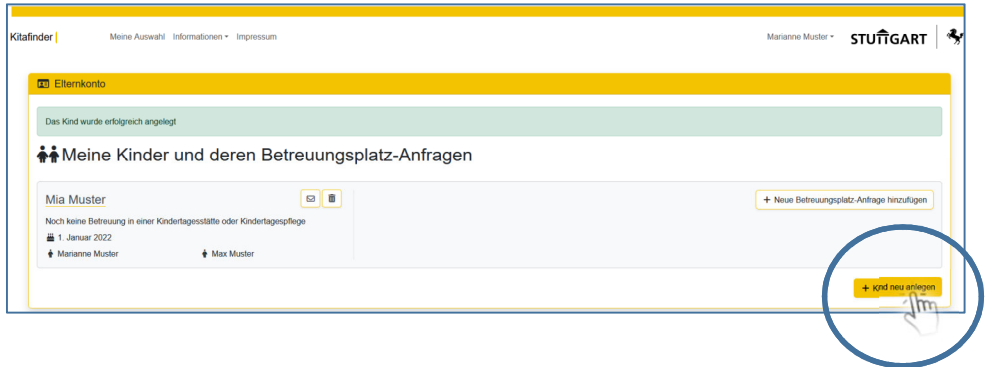 Kitafinder Meine Auswahl Informationen Impressum Marianne Muster STUTTGART
Elternkonto
Das Kind wurde erfolgreich angelegt
Meine Kinder und deren Betreuungsplatz-Anfragen
Mia Muster + Neue Betreuungsplatz-Anfrage hinzufügen
Noch keine Betreuung in einer Kindertagesstätte oder Kindertagespflege
1. Januar 2022
Marianne Muster Max Muster
+ Kind neu anlegen